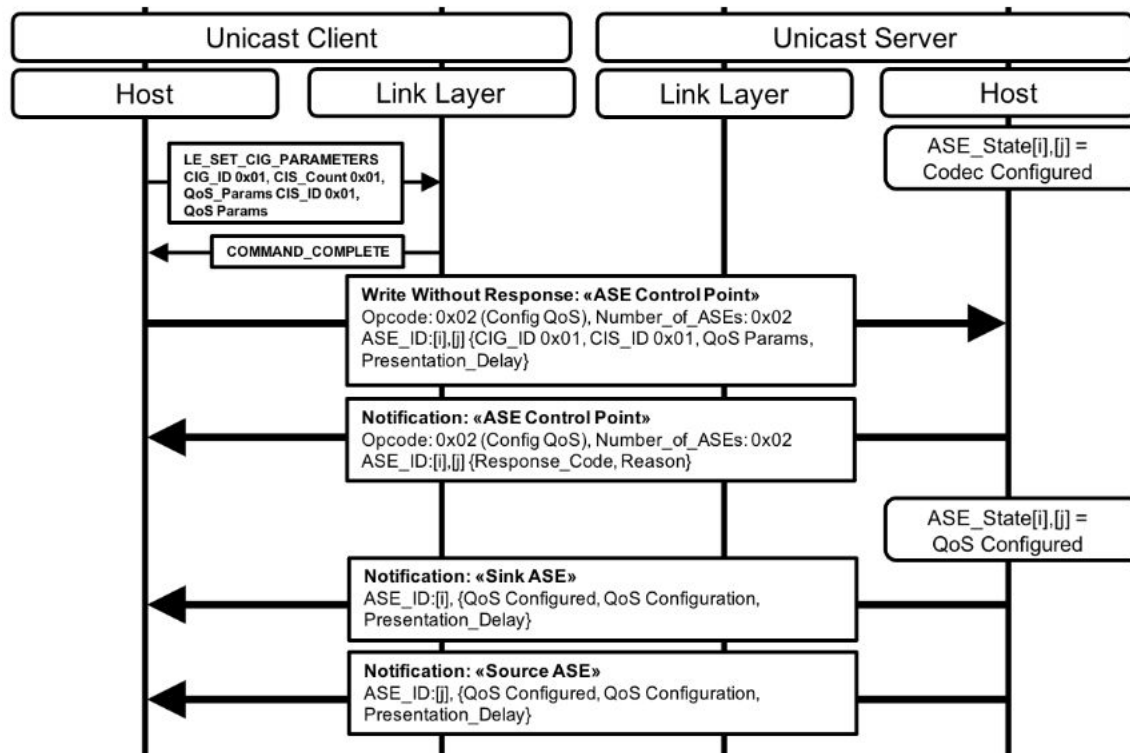 Unicast Client
Unicast Server
Host
Link Layer
Link Layer
Host
ASE_State[i],[j] =
Codec Configured
LE_SET_CIG_PARAMETERS
CIG_ID 0x01, CIS_Count 0x01,
QoS_Params CIS_ID 0x01,
QoS Params
COMMAND_COMPLETE
Write Without Response: «ASE Control Point»
Opcode: 0x02 (Config QoS), Number_of_ASEs: 0x02
ASE_ID:[i],[j] {CIG_ID 0x01, CIS_ID 0x01, QoS Params,
Presentation_Delay}
Notification: «ASE Control Point»
Opcode: 0x02 (Config QoS), Number_of_ASEs: 0x02
ASE_ID:[i],[j] {Response_Code, Reason}
ASE_State[i],[j] =
QoS Configured
Notification: «Sink ASE»
ASE_ID:[i], {QoS Configured, QoS Configuration,
Presentation_Delay}
Notification: «Source ASE»
ASE_ID:[j], {QoS Configured, QoS Configuration,
Presentation_Delay}